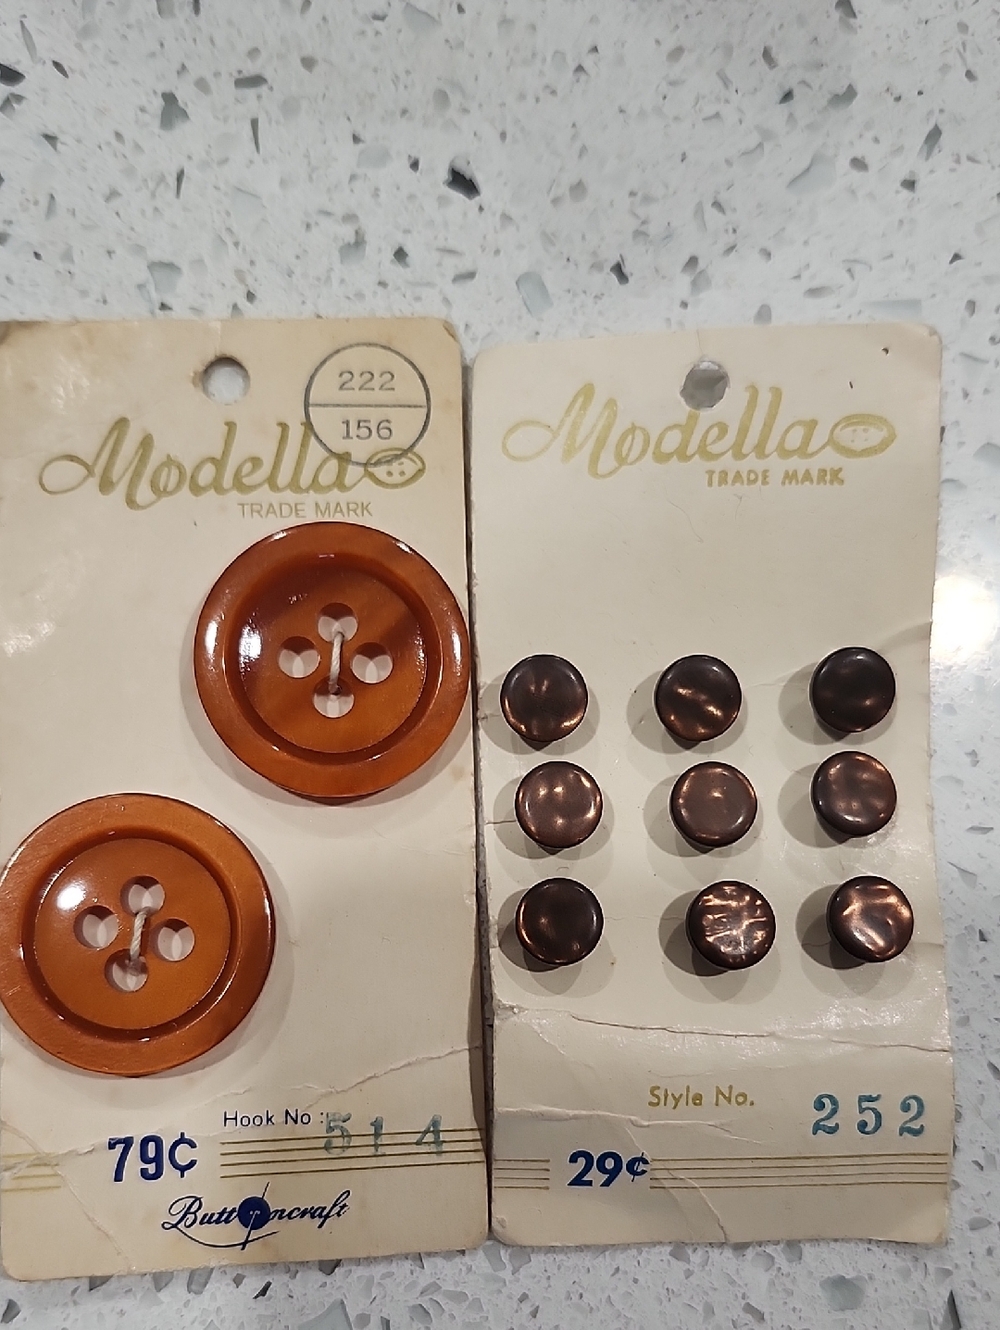 222
156
Modella
TRADE MARK
Hook No : 514
79¢
Buttoncraft
Modella
TRADE MARK
Style No. 252
29¢